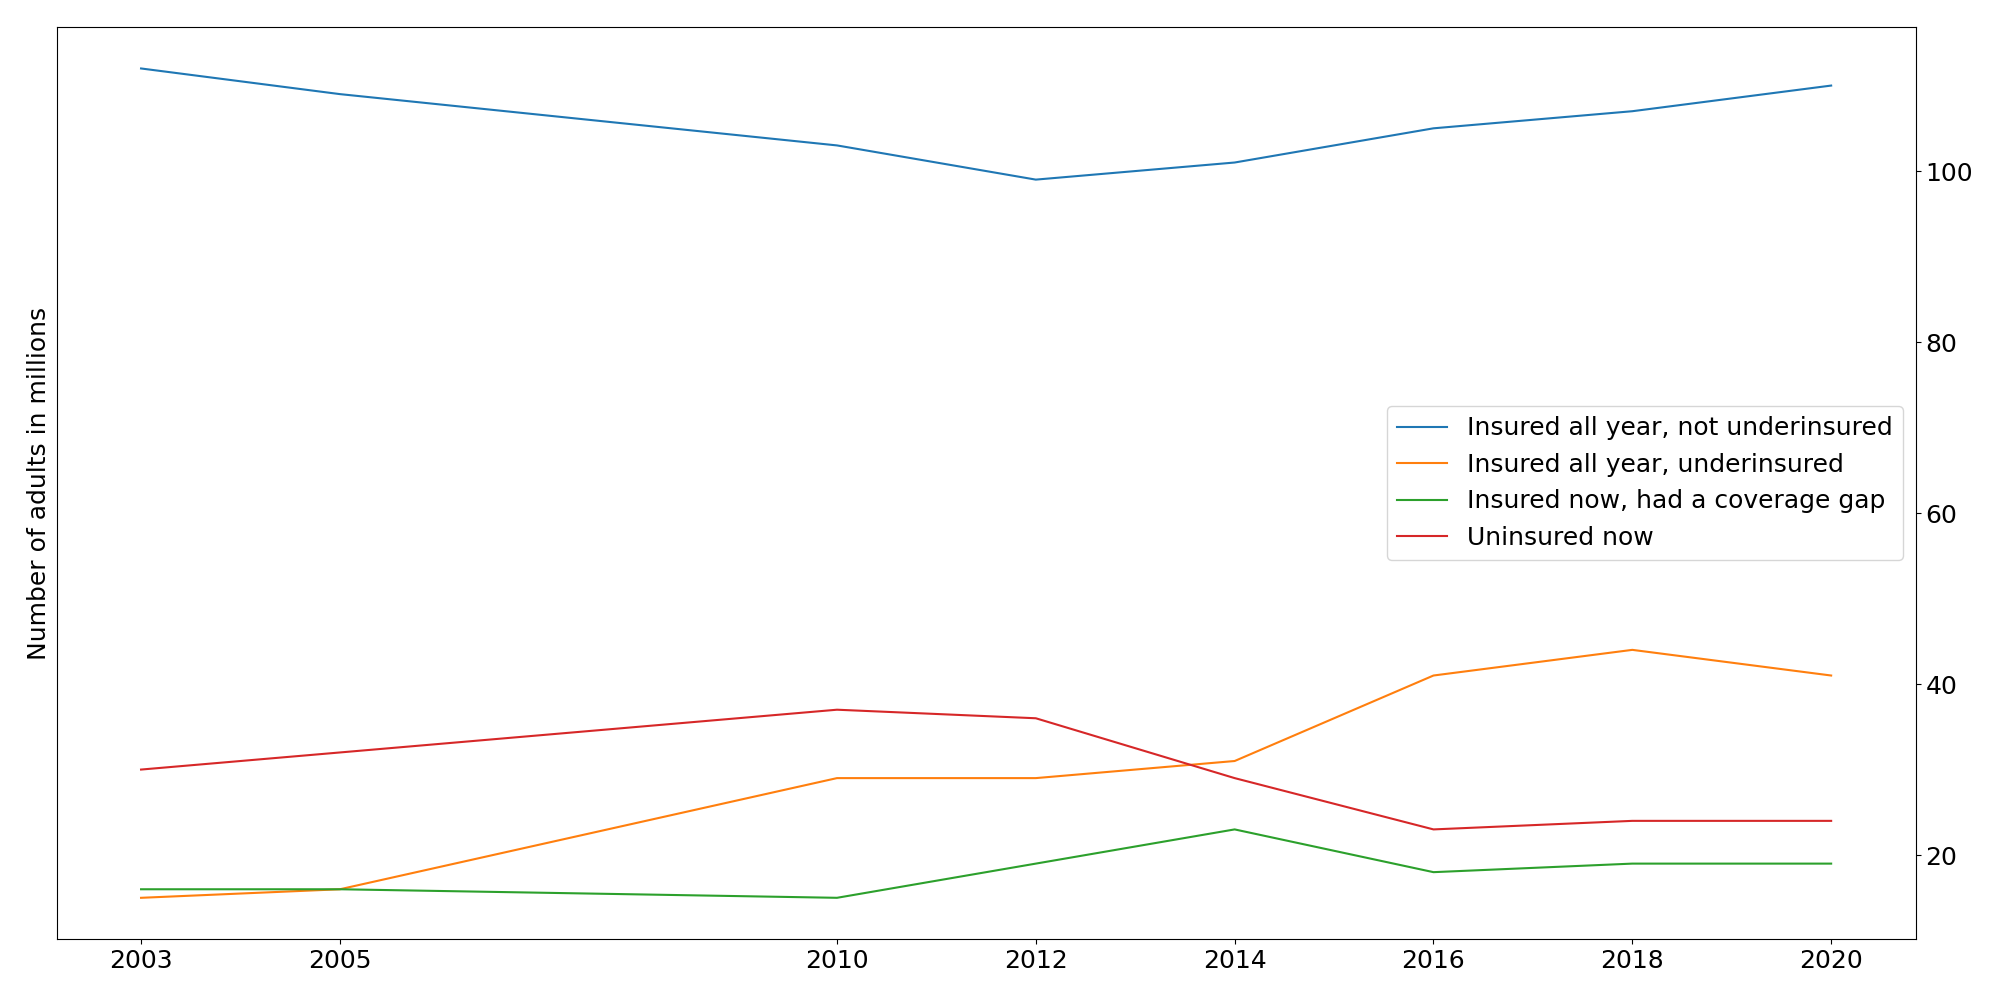 Number of adults in millions
100
80
60
40
20
Insured all year, not underinsured
Insured all year, underinsured
Insured now, had a coverage gap
Uninsured now
2003 2005 2010 2012 2014 2016 2018 2020